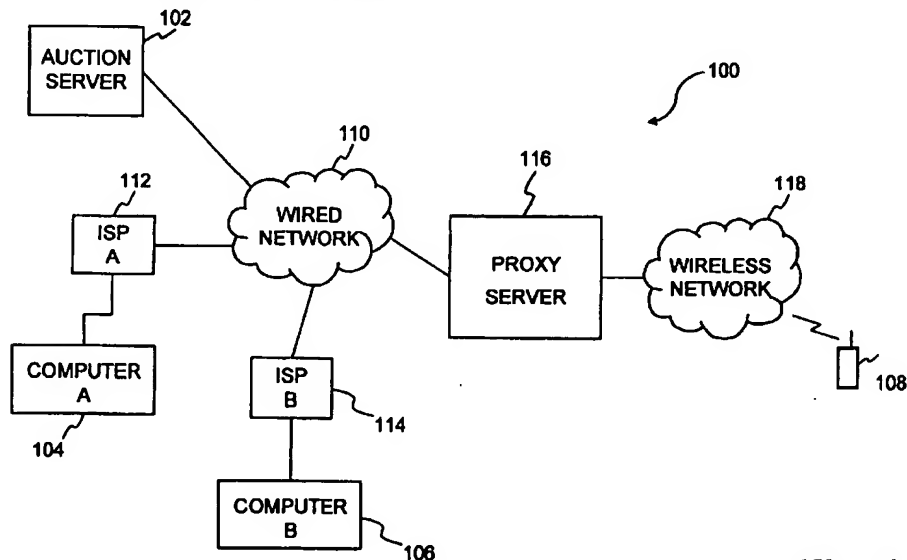 102
AUCTION
SERVER
100
110
116
118
112
WIRED
NETWORK
ISP
A
PROXY
SERVER
WIRELESS
NETWORK
COMPUTER
A
104
ISP
B
114
108
COMPUTER
B
106